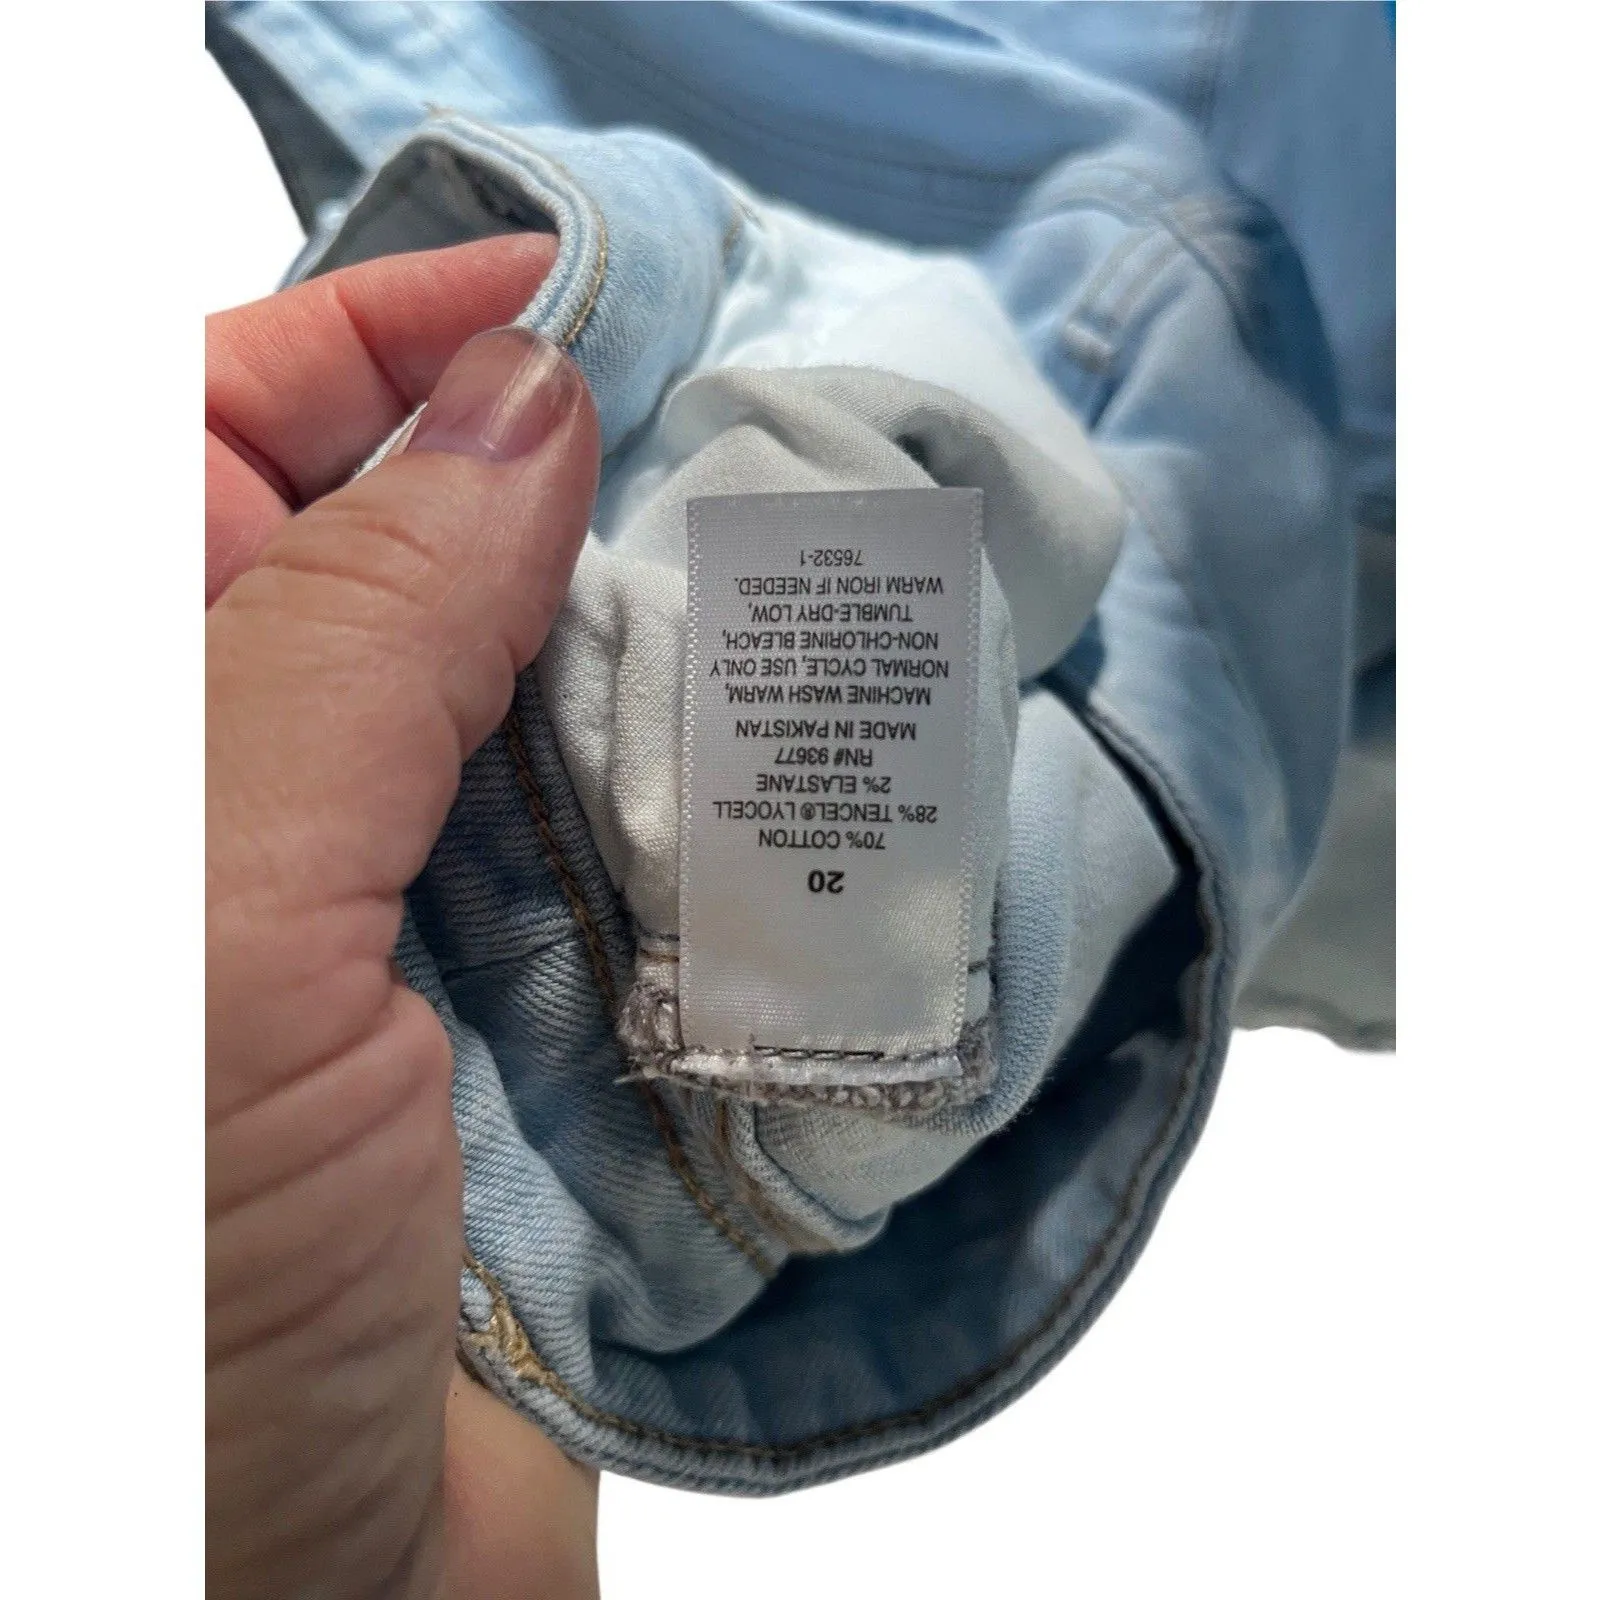 20
70% COTTON
28% TENCEL® LYOCELL
2% ELASTANE
RN# 93677
MADE IN PAKISTAN
MACHINE WASH WARM,
NORMAL CYCLE, USE ONLY
NON-CHLORINE BLEACH,
TUMBLE-DRY LOW,
WARM IRON IF NEEDED.
76532-1